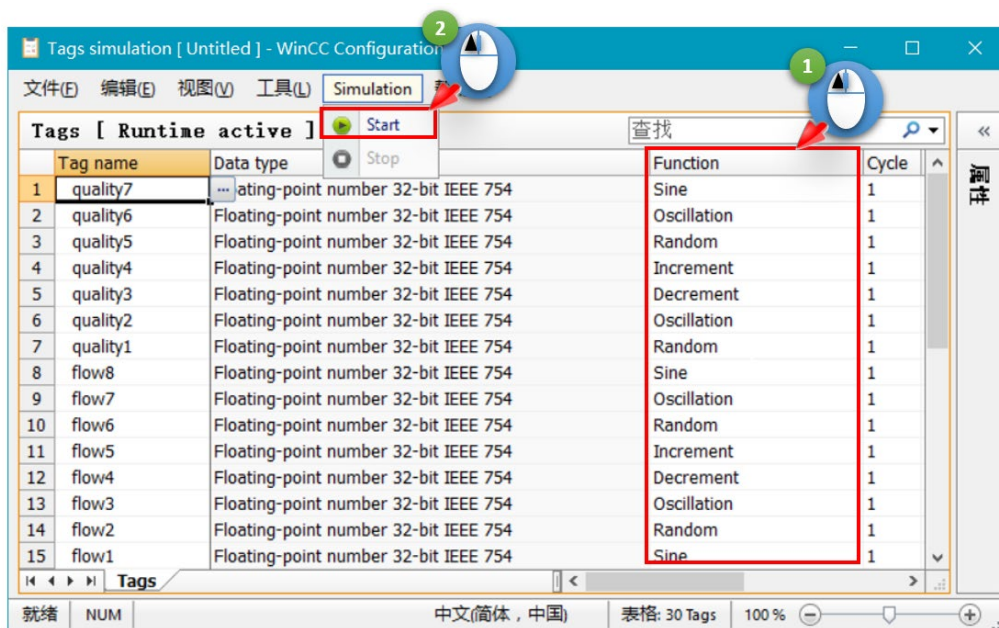 2
Tags simulation [ Untitled ] - WinCC Configuration
1
文件(F) 编辑(E) 视图(V) 工具(L) Simulation
Tags [ Runtime active ] Start 查找
Stop
属性
Tag name Data type Function Cycle
1 quality7 ... ating-point number 32-bit IEEE 754 Sine 1
2 quality6 Floating-point number 32-bit IEEE 754 Oscillation 1
3 quality5 Floating-point number 32-bit IEEE 754 Random 1
4 quality4 Floating-point number 32-bit IEEE 754 Increment 1
5 quality3 Floating-point number 32-bit IEEE 754 Decrement 1
6 quality2 Floating-point number 32-bit IEEE 754 Oscillation 1
7 quality1 Floating-point number 32-bit IEEE 754 Random 1
8 flow8 Floating-point number 32-bit IEEE 754 Sine 1
9 flow7 Floating-point number 32-bit IEEE 754 Oscillation 1
10 flow6 Floating-point number 32-bit IEEE 754 Random 1
11 flow5 Floating-point number 32-bit IEEE 754 Increment 1
12 flow4 Floating-point number 32-bit IEEE 754 Decrement 1
13 flow3 Floating-point number 32-bit IEEE 754 Oscillation 1
14 flow2 Floating-point number 32-bit IEEE 754 Random 1
15 flow1 Floating-point number 32-bit IEEE 754 Sine 1
Tags
就绪 NUM 中文(简体，中国) 表格: 30 Tags 100 %